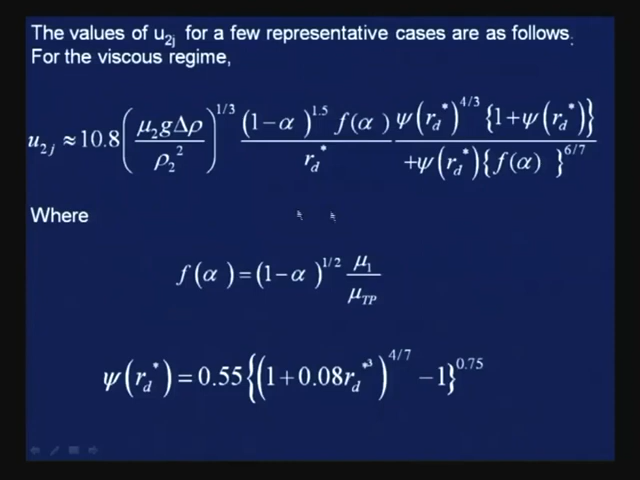 The values of u₂ⱼ for a few representative cases are as follows.
For the viscous regime,
u₂ⱼ ≈ 10.8 (μ₂gΔρ / ρ₂²)^{1/3} (1−α)^{1.5} f(α) / r_d^* ψ(r_d^*)^{4/3} {1+ψ(r_d^*)} / +ψ(r_d^*){f(α) }^{6/7}
Where
f(α) = (1−α)^{1/2} μ₁ / μ_{TP}
ψ(r_d^*) = 0.55{(1+0.08r_d^{*3})^{4/7} −1}^{0.75}